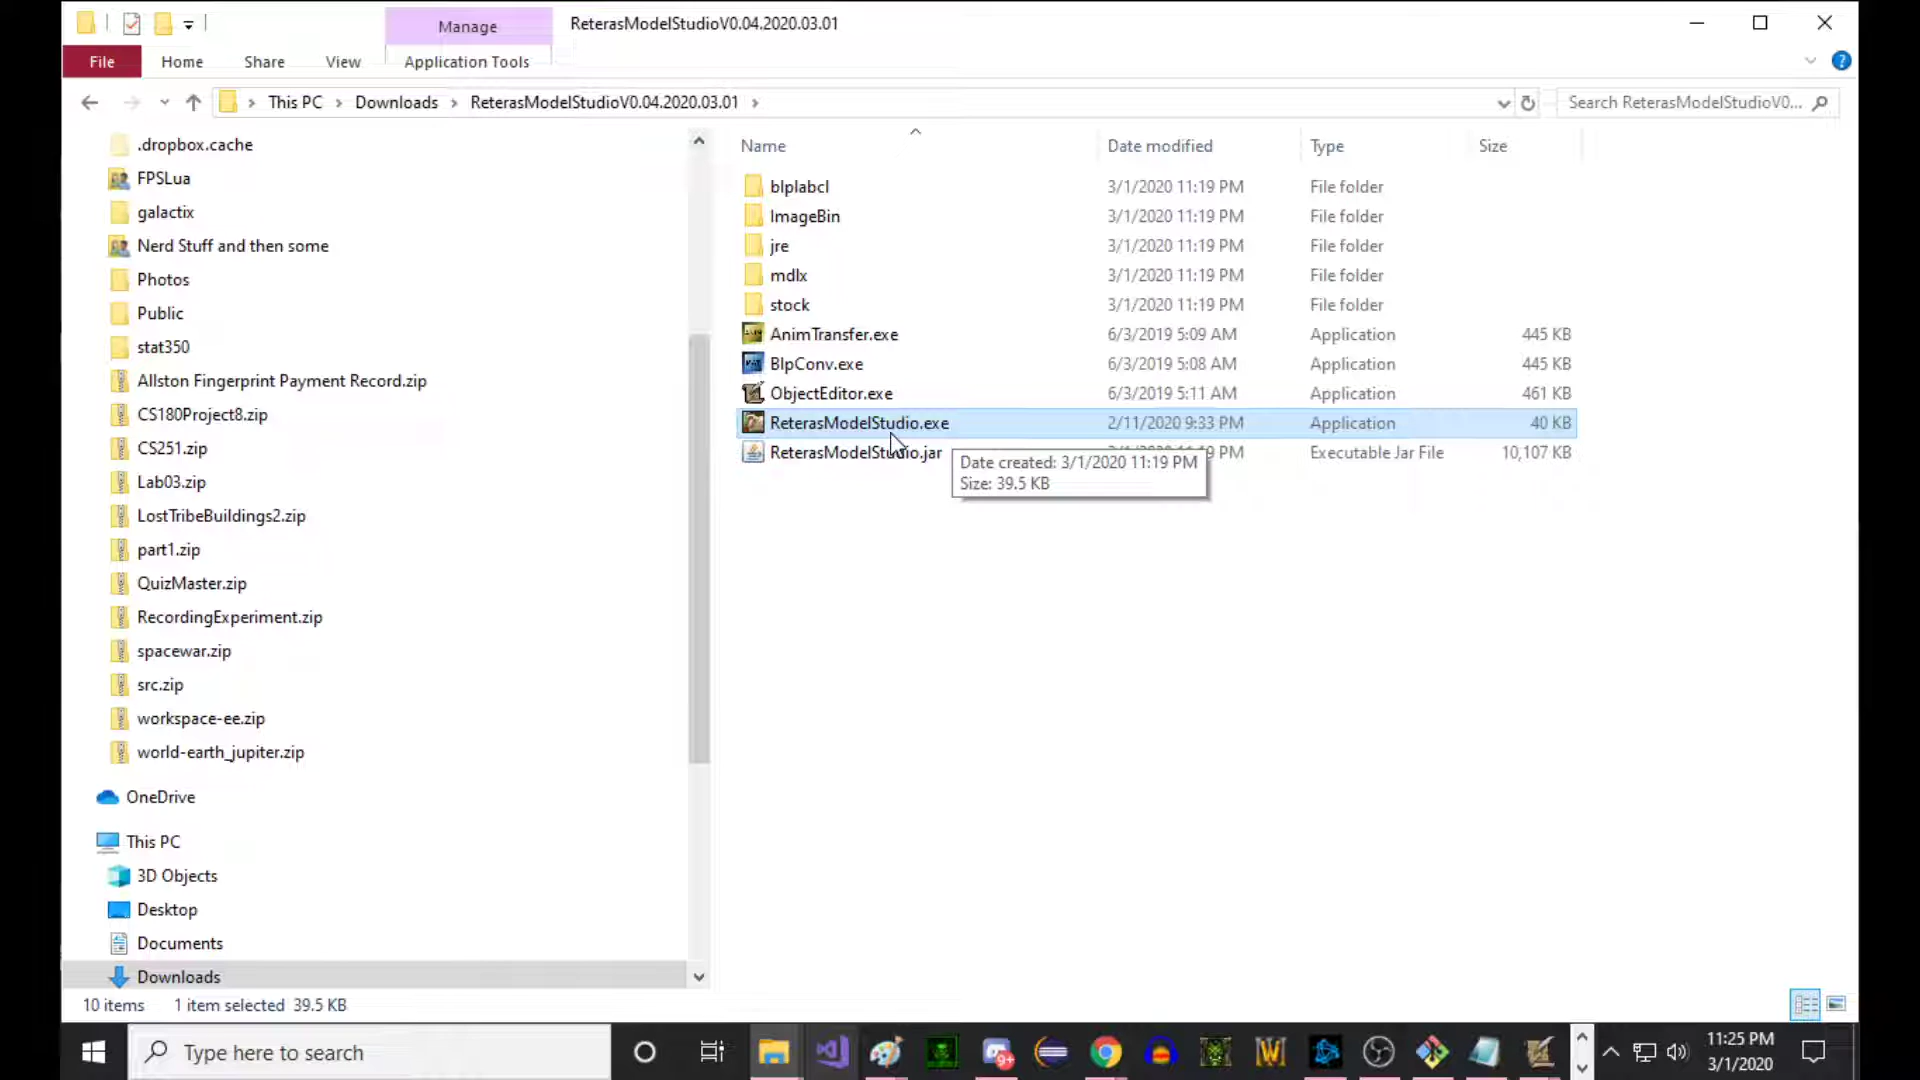 Manage
ReterasModelStudioV0.04.2020.03.01
File
Home
Share
View
Application Tools
This PC
Downloads
ReterasModelStudioV0.04.2020.03.01
Search ReterasModelStudioV0...
.dropbox.cache
FPSLua
galactix
Nerd Stuff and then some
Photos
Public
stat350
Allston Fingerprint Payment Record.zip
CS180Project8.zip
CS251.zip
Lab03.zip
LostTribeBuildings2.zip
part1.zip
QuizMaster.zip
RecordingExperiment.zip
spacewar.zip
src.zip
workspace-ee.zip
world-earth_jupiter.zip
OneDrive
This PC
3D Objects
Desktop
Documents
Downloads
Name Date modified Type Size
blplabcl 3/1/2020 11:19 PM File folder
ImageBin 3/1/2020 11:19 PM File folder
jre 3/1/2020 11:19 PM File folder
mdlx 3/1/2020 11:19 PM File folder
stock 3/1/2020 11:19 PM File folder
AnimTransfer.exe 6/3/2019 5:09 AM Application 445 KB
BlpConv.exe 6/3/2019 5:08 AM Application 445 KB
ObjectEditor.exe 6/3/2019 5:11 AM Application 461 KB
ReterasModelStudio.exe 2/11/2020 9:33 PM Application 40 KB
ReterasModelStudio.jar PM Executable Jar File 10,107 KB
Date created: 3/1/2020 11:19 PM
Size: 39.5 KB
10 items 1 item selected 39.5 KB
Type here to search
11:25 PM
3/1/2020